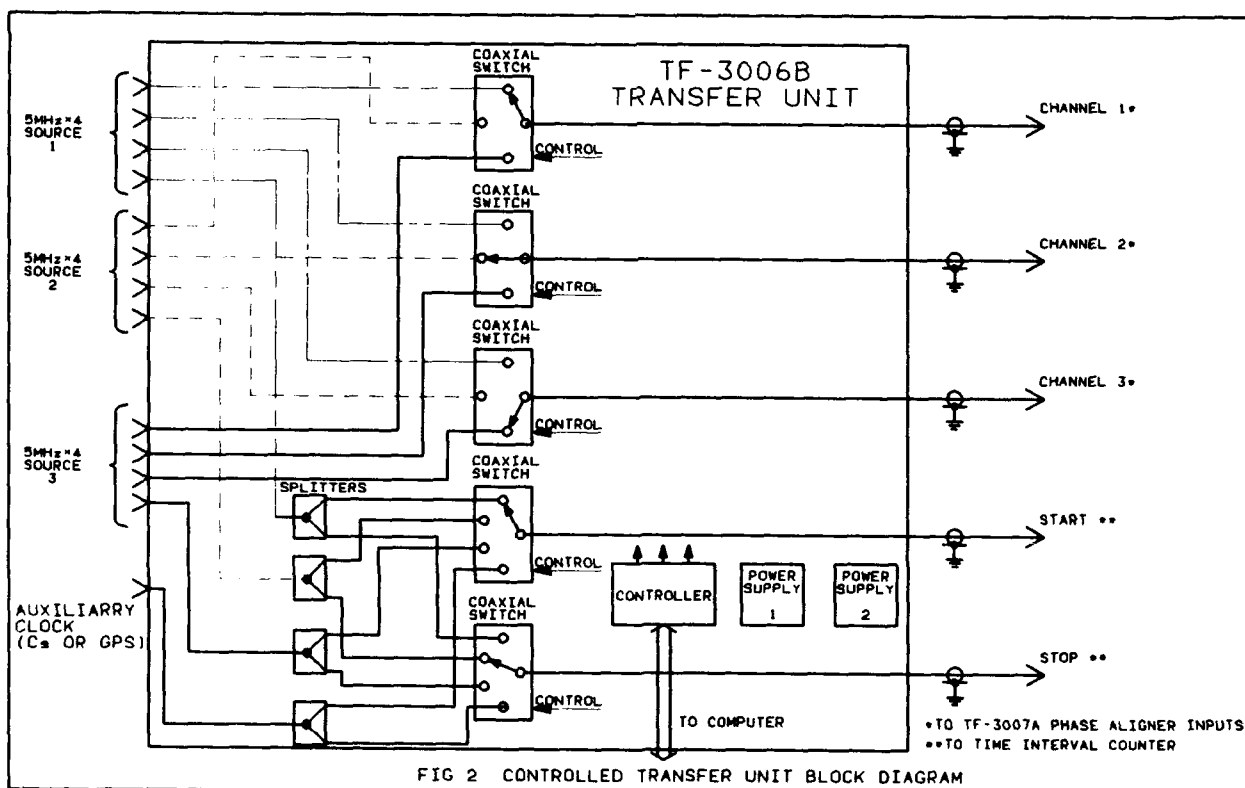 COAXIAL
SWITCH
TF-3006B
TRANSFER UNIT
5MHz*4
SOURCE
1
CHANNEL 1*
CONTROL
COAXIAL
SWITCH
5MHz*4
SOURCE
2
CHANNEL 2*
CONTROL
COAXIAL
SWITCH
CHANNEL 3*
CONTROL
5MHz*4
SOURCE
3
COAXIAL
SWITCH
SPLITTERS
START **
CONTROL
CONTROLLER
POWER
SUPPLY
1
POWER
SUPPLY
2
AUXILIARRY
CLOCK
(Cs OR GPS)
COAXIAL
SWITCH
STOP **
CONTROL
TO COMPUTER
*TO TF-3007A PHASE ALIGNER INPUTS
**TO TIME INTERVAL COUNTER
FIG 2 CONTROLLED TRANSFER UNIT BLOCK DIAGRAM